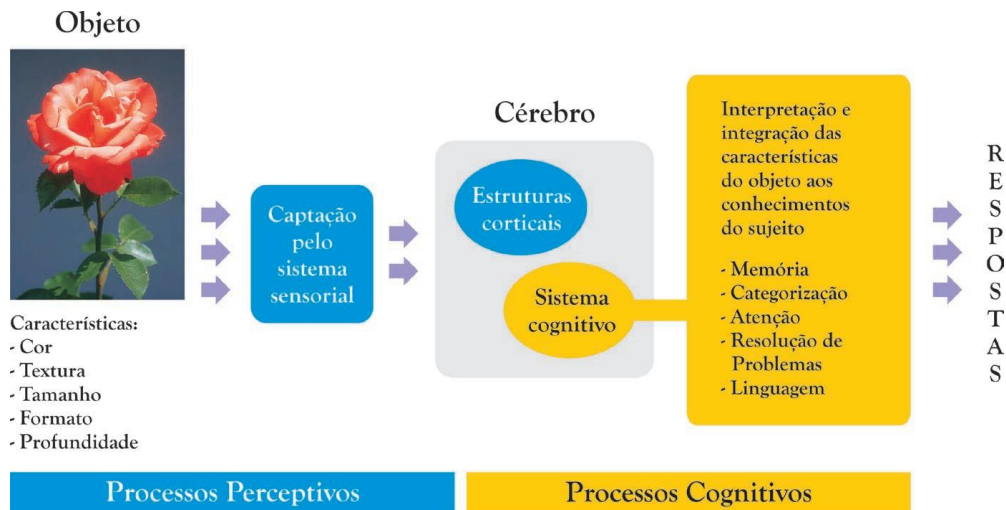 Objeto
Características:
- Cor
- Textura
- Tamanho
- Formato
- Profundidade
Captação
pelo
sistema
sensorial
Cérebro
Estruturas
corticais
Sistema
cognitivo
Interpretação e
integração das
características
do objeto aos
conhecimentos
do sujeito
- Memória
- Categorização
- Atenção
- Resolução de
Problemas
- Linguagem
R
E
S
P
O
S
T
A
S
Processos Perceptivos
Processos Cognitivos